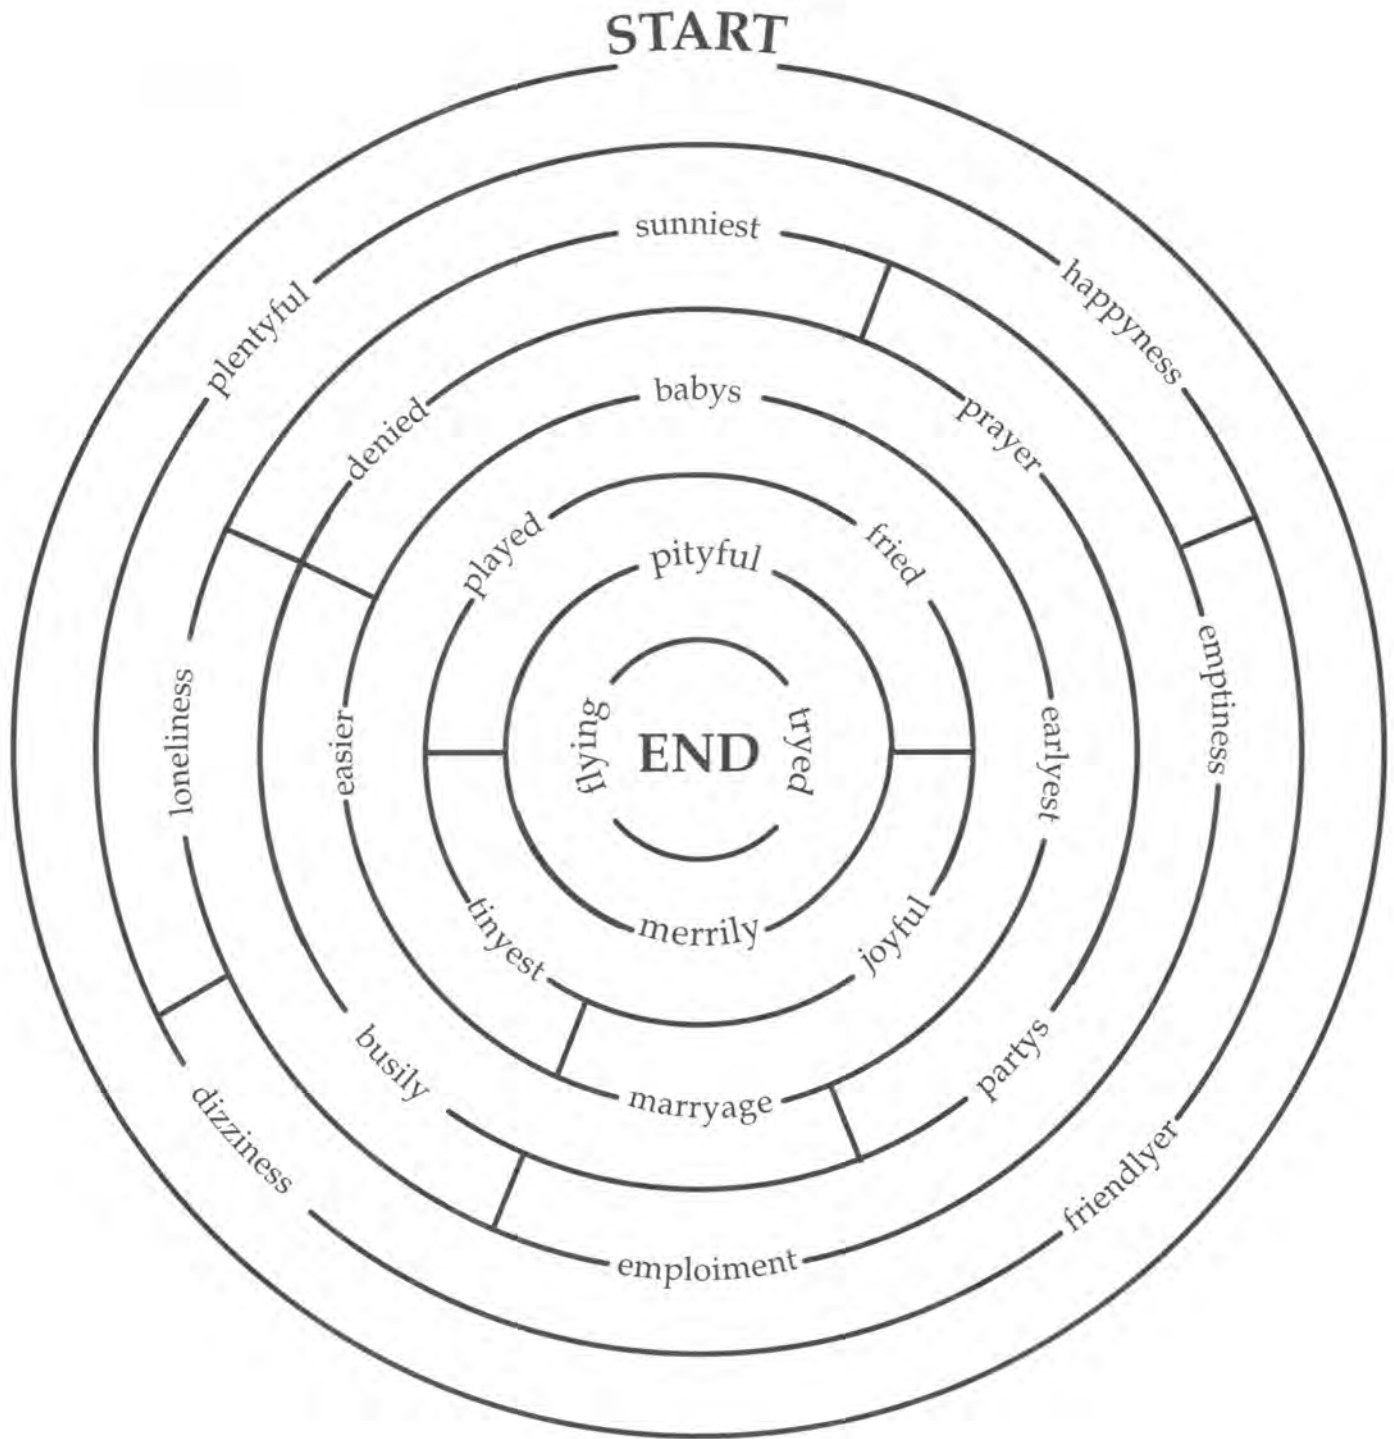 START
sunniest
happyness
plentyful
babys
denied
prayer
played
fried
pityful
emptiness
loneliness
easier
flying
END
tryed
earlyest
tinyest
merrily
joyful
busily
marryage
partys
dizziness
friendlyer
emploiment